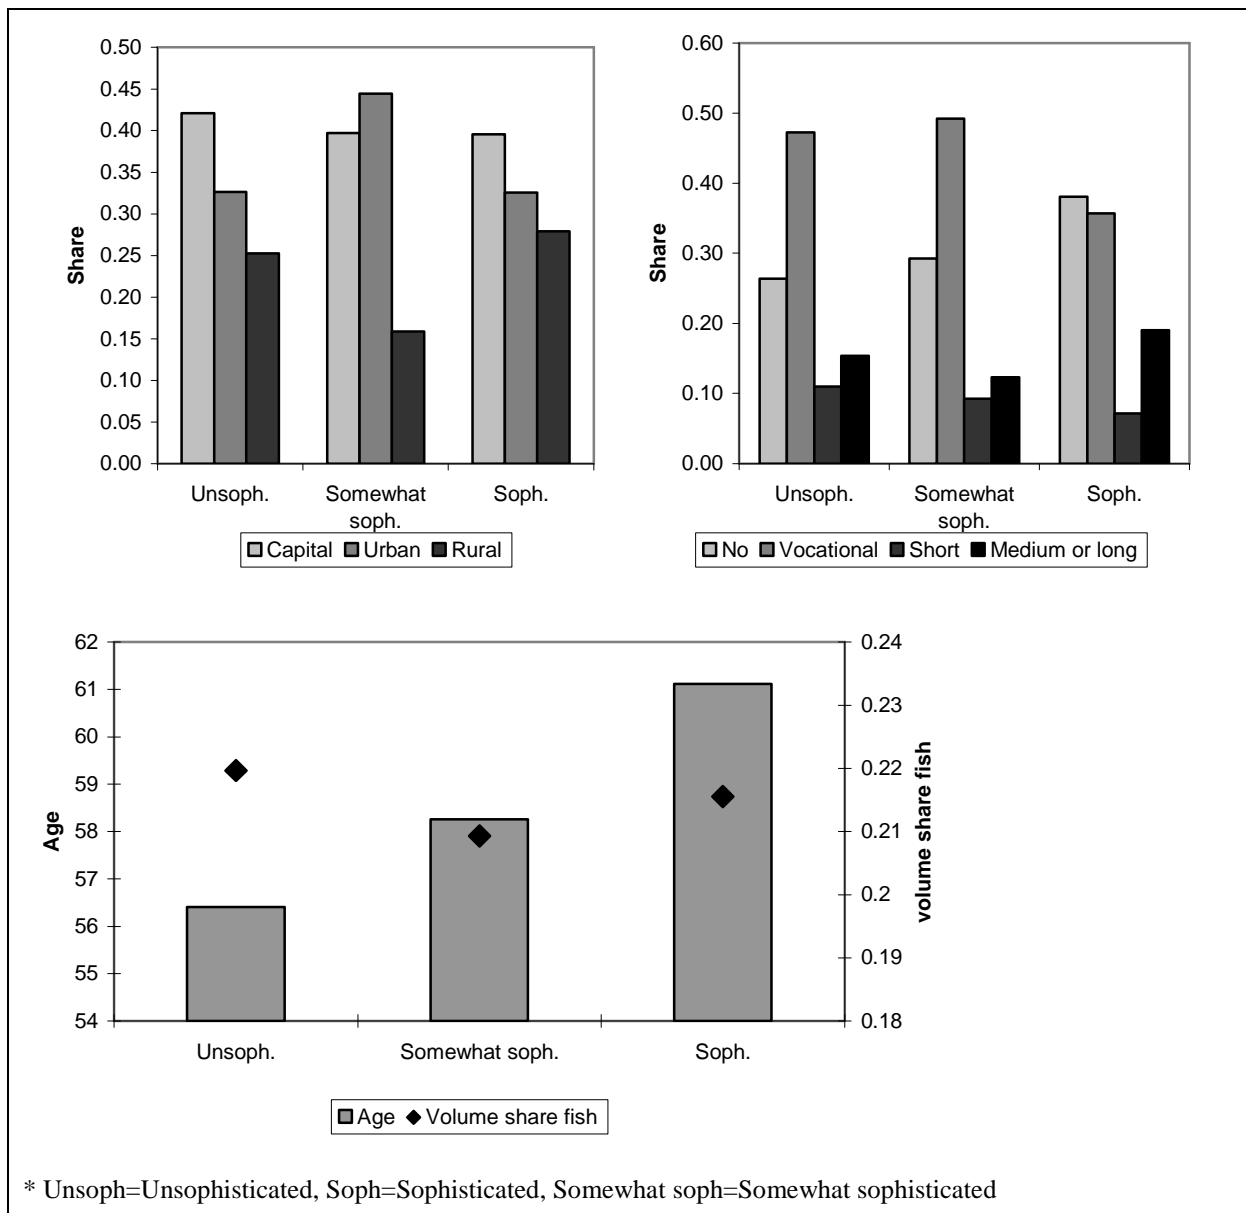 0.50
0.45
0.40
0.35
0.30
0.25
0.20
0.15
0.10
0.05
0.00
Share
Unsoph.
Somewhat
soph.
Soph.
Capital Urban Rural
0.60
0.50
0.40
0.30
0.20
0.10
0.00
Share
Unsoph.
Somewhat
soph.
Soph.
No Vocational Short Medium or long
62
61
60
59
58
57
56
55
54
Age
0.24
0.23
0.22
0.21
0.2
0.19
0.18
volume share fish
Unsoph.
Somewhat soph.
Soph.
Age Volume share fish
* Unsoph=Unsophisticated, Soph=Sophisticated, Somewhat soph=Somewhat sophisticated